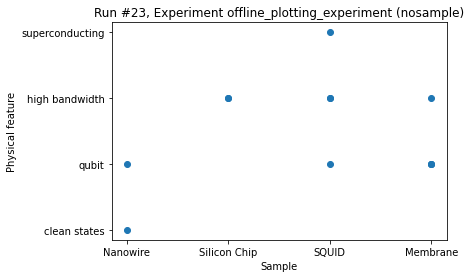 Run #23, Experiment offline_plotting_experiment (nosample)
superconducting
high bandwidth
qubit
clean states
Physical feature
Nanowire Silicon Chip SQUID Membrane
Sample